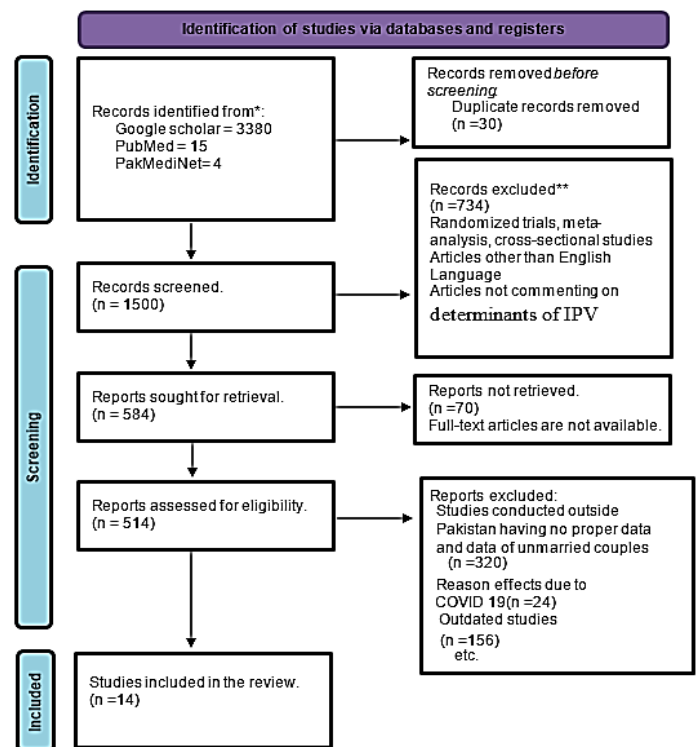 Identification of studies via databases and registers
Identification
Records identified from*:
Google scholar = 3380
PubMed = 15
PakMediNet= 4
Records removed before
screening:
Duplicate records removed
(n =30)
Records excluded**
(n =734)
Randomized trials, meta-
analysis, cross-sectional studies
Articles other than English
Language
Articles not commenting on
determinants of IPV
Screening
Records screened.
(n = 1500)
Reports sought for retrieval.
(n = 584)
Reports not retrieved.
(n =70)
Full-text articles are not available.
Reports assessed for eligibility.
(n = 514)
Reports excluded:
Studies conducted outside
Pakistan having no proper data
and data of unmarried couples
(n =320)
Reason effects due to
COVID 19(n =24)
Outdated studies
(n =156)
etc.
Included
Studies included in the review.
(n =14)